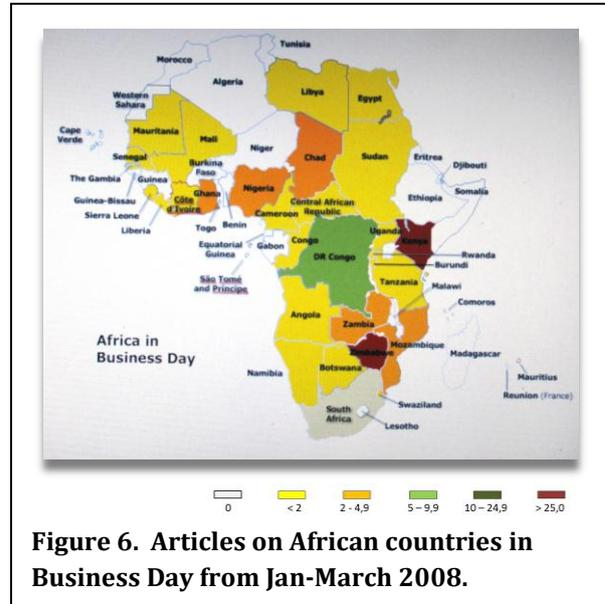 Tunisia
Morocco
Algeria
Libya
Egypt
Western
Sahara
Cape
Verde
Mauritania
Mali
Niger
Chad
Sudan
Eritrea
Djibouti
Senegal
The Gambia
Guinea
Burkina
Faso
Guinea-Bissau
Sierra Leone
Liberia
Côte
d'Ivoire
Ghana
Togo
Benin
Nigeria
Cameroon
Central African
Republic
Ethiopia
Somalia
Equatorial
Guinea
Gabon
Congo
DR Congo
Uganda
Kenya
Rwanda
Burundi
São Tomé
and Principe
Tanzania
Malawi
Comoros
Angola
Zambia
Mozambique
Madagascar
Zimbabwe
Africa in
Business Day
Namibia
Botswana
Mauritius
Reunion (France)
South
Africa
Swaziland
Lesotho
0
< 2
2 - 4,9
5 – 9,9
10 – 24,9
> 25,0
Figure 6. Articles on African countries in
Business Day from Jan-March 2008.